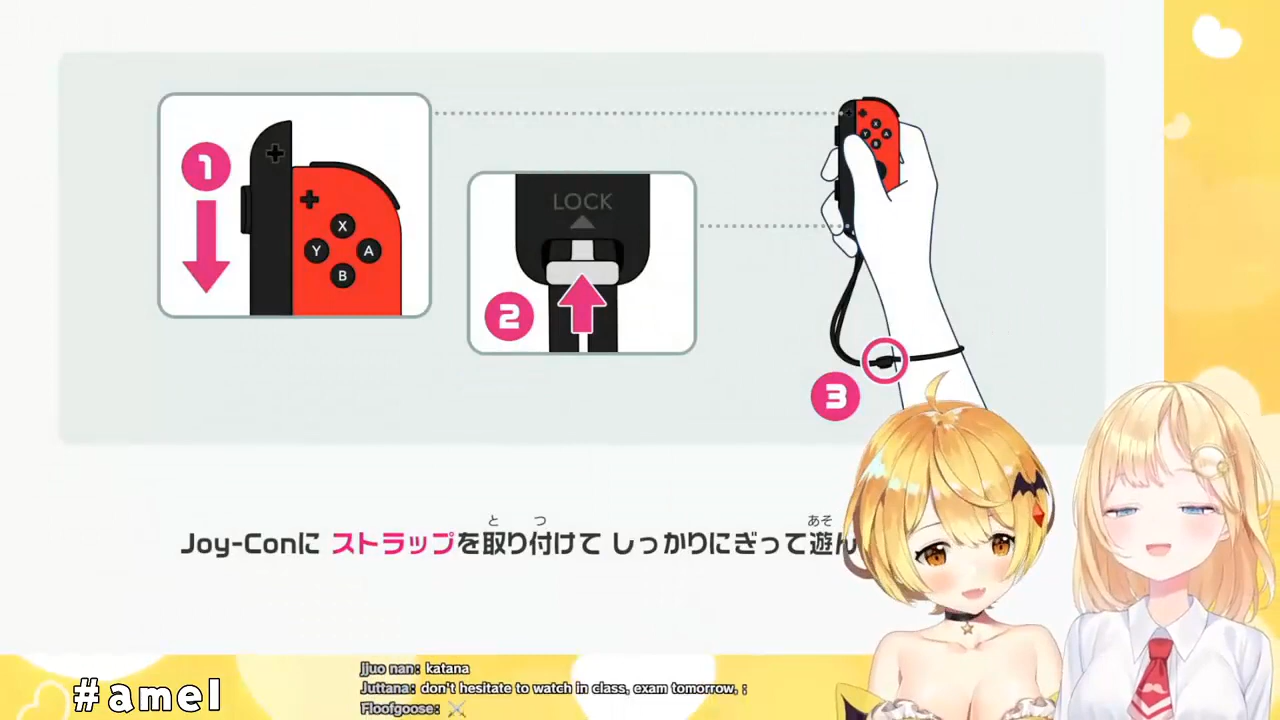 1
X
Y
A
B
LOCK
2
3
と つ あそ
Joy-Conに ストラップを取り付けて しっかりにぎって遊ん
#amel
jjuo nan: katana
Juttana: don't hesitate to watch in class, exam tomorrow. ;
Floofgoose: ⚔